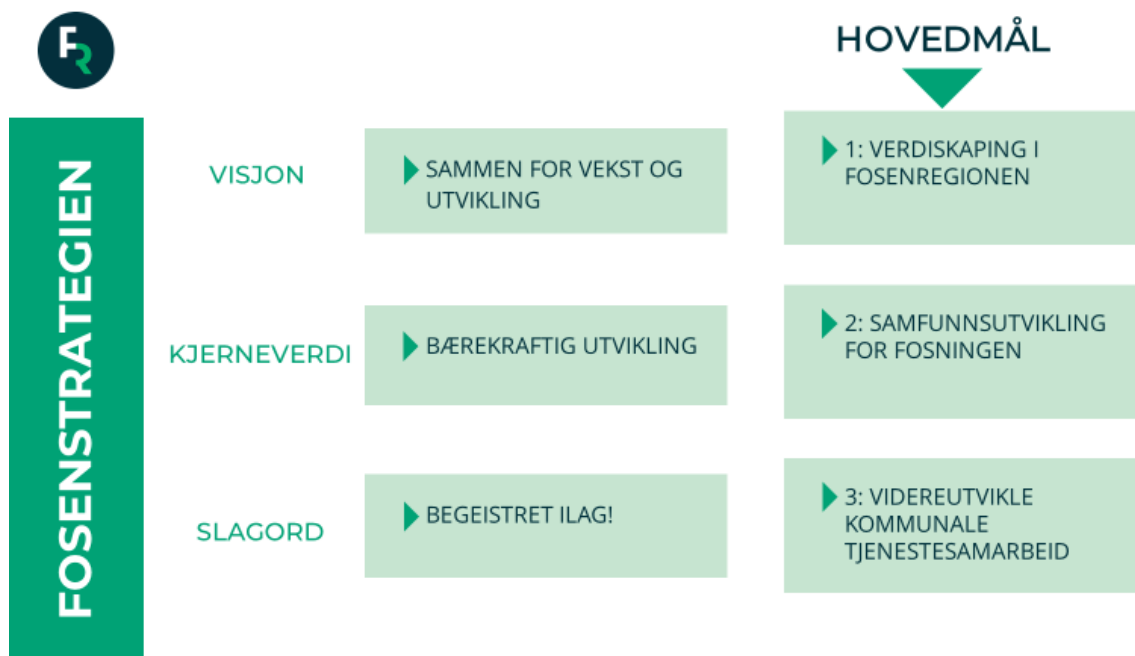 FR
HOVEDMÅL
FOSENSTRATEGIEN
VISJON
SAMMEN FOR VEKST OG
UTVIKLING
1: VERDISKAPING I
FOSENREGIONEN
KJERNEVERDI
BÆREKRAFTIG UTVIKLING
2: SAMFUNNSUTVIKLING
FOR FOSNINGEN
SLAGORD
BEGEISTRET ILAG!
3: VIDEREUTVIKLE
KOMMUNALE
TJENESTESAMARBEID